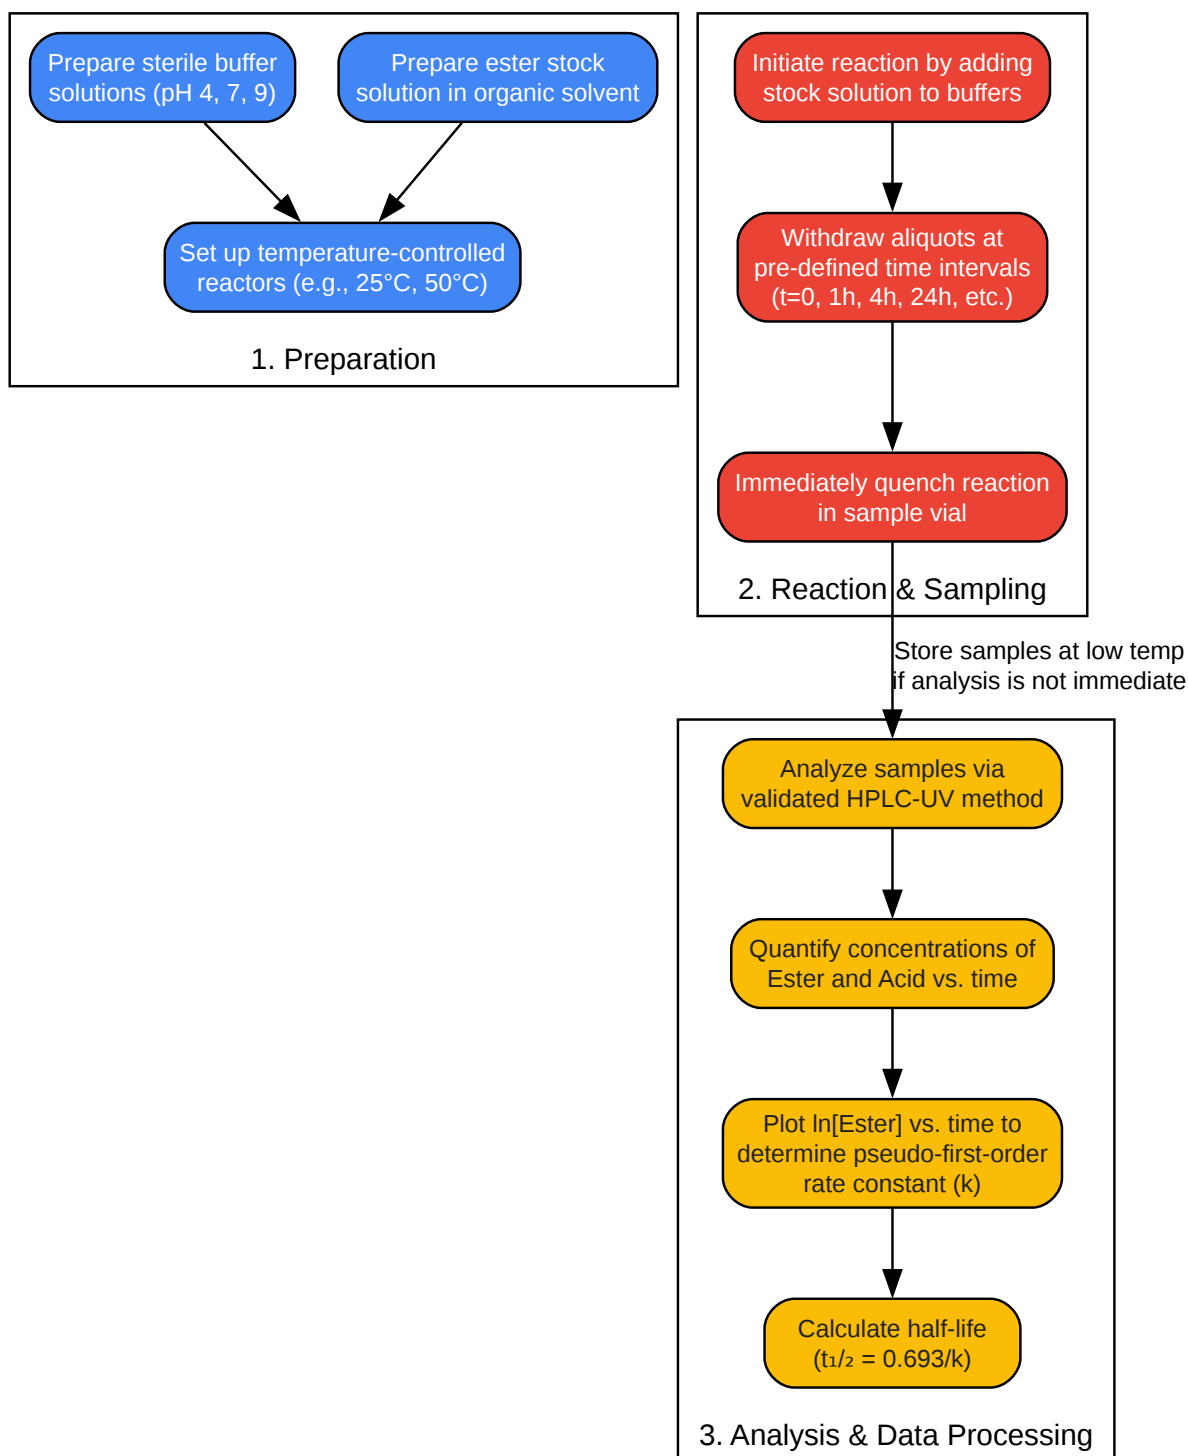 Prepare sterile buffer
solutions (pH 4, 7, 9)
Prepare ester stock
solution in organic solvent
Set up temperature-controlled
reactors (e.g., 25°C, 50°C)
1. Preparation
Initiate reaction by adding
stock solution to buffers
Withdraw aliquots at
pre-defined time intervals
(t=0, 1h, 4h, 24h, etc.)
Immediately quench reaction
in sample vial
2. Reaction & Sampling
Store samples at low temp
if analysis is not immediate
Analyze samples via
validated HPLC-UV method
Quantify concentrations of
Ester and Acid vs. time
Plot ln[Ester] vs. time to
determine pseudo-first-order
rate constant (k)
Calculate half-life
(t₁/₂ = 0.693/k)
3. Analysis & Data Processing